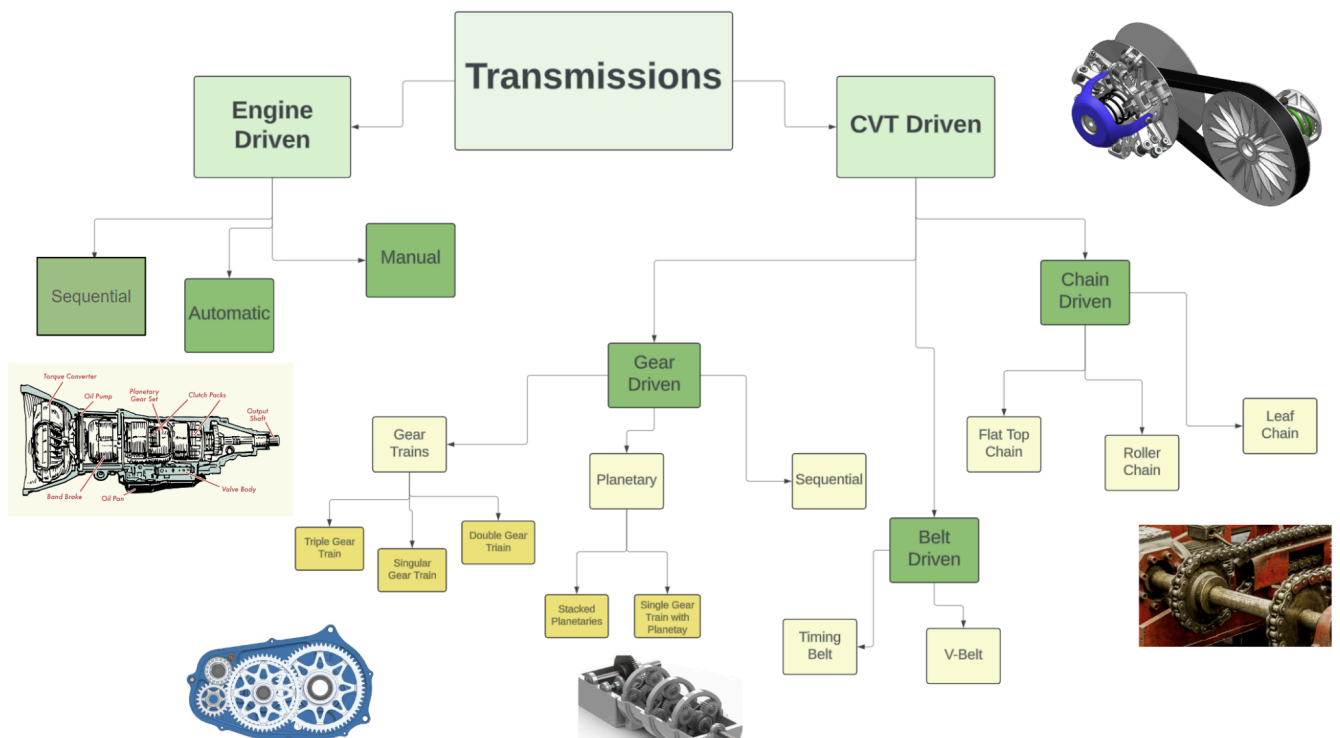 Transmissions
Engine
Driven
CVT Driven
Sequential
Automatic
Manual
Gear
Driven
Chain
Driven
Torque Converter
Oil Pump
Planetary
Gear Set
Clutch Packs
Output
Shaft
Band Brake
Oil Pan
Valve Body
Gear
Trains
Planetary
Sequential
Flat Top
Chain
Roller
Chain
Leaf
Chain
Triple Gear
Train
Singular
Gear Train
Double Gear
Triain
Belt
Driven
Stacked
Planetaries
Single Gear
Train with
Planetay
Timing
Belt
V-Belt